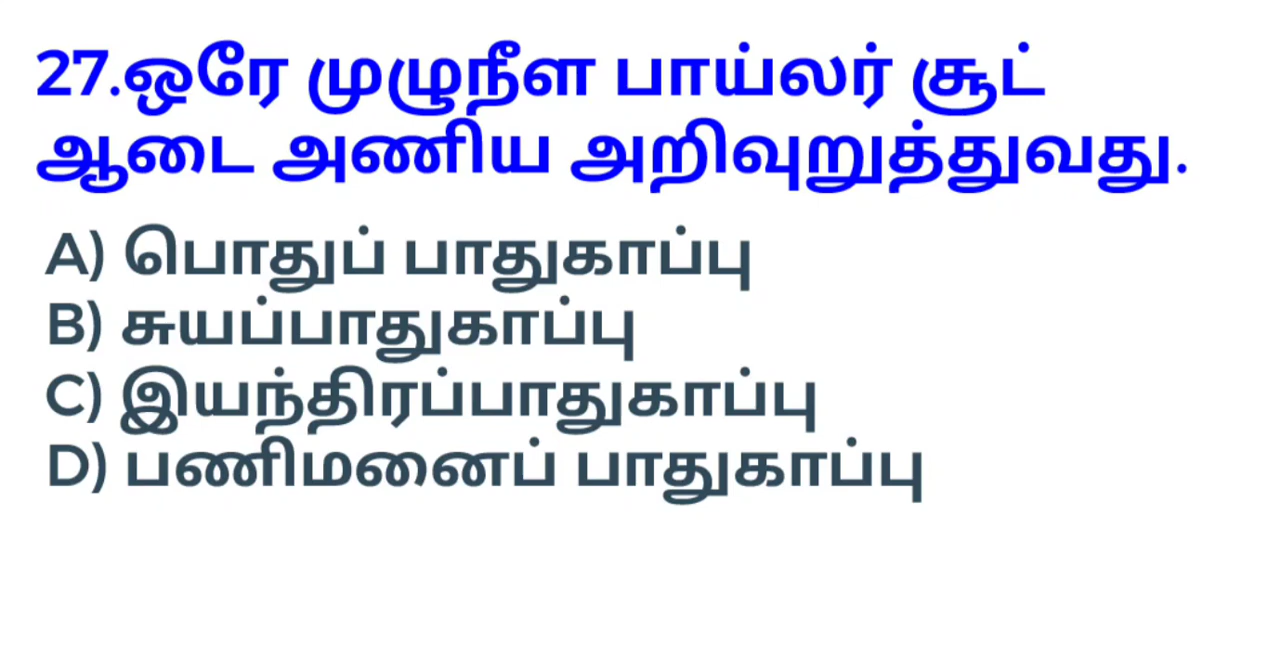 27.ஒரே முழுநீள பாய்லர் சூட்
ஆடை அணிய அறிவுறுத்துவது.
A) பொதுப் பாதுகாப்பு
B) சுயப்பாதுகாப்பு
C) இயந்திரப்பாதுகாப்பு
D) பணிமனைப் பாதுகாப்பு